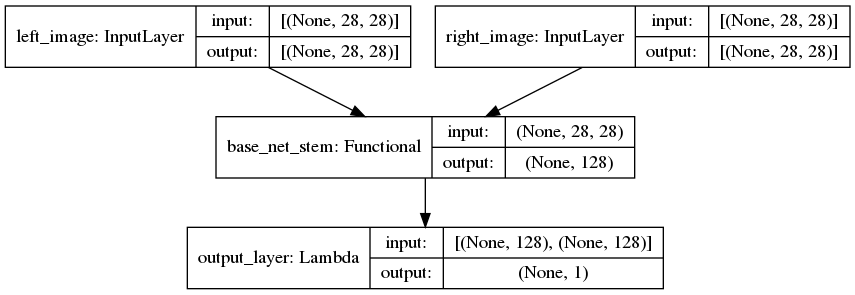 left_image: InputLayer
input:
[(None, 28, 28)]
output:
[(None, 28, 28)]
right_image: InputLayer
input:
[(None, 28, 28)]
output:
[(None, 28, 28)]
base_net_stem: Functional
input:
(None, 28, 28)
output:
(None, 128)
output_layer: Lambda
input:
[(None, 128), (None, 128)]
output:
(None, 1)